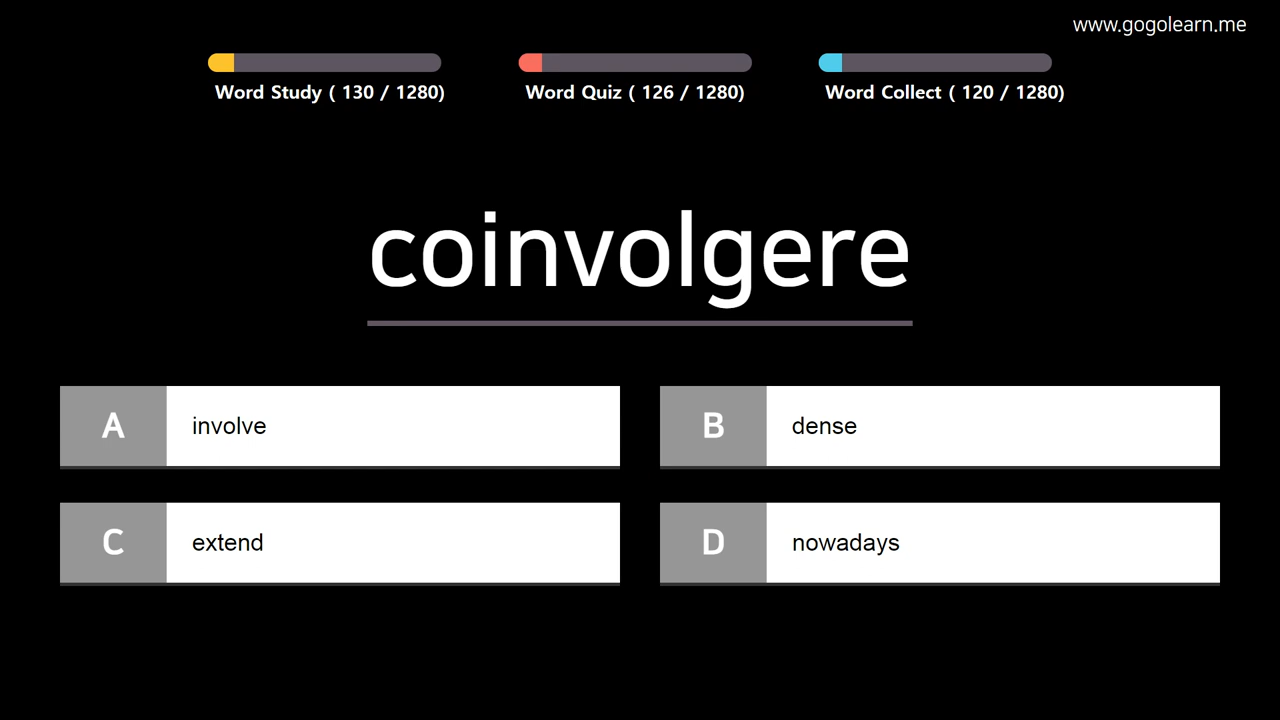 www.gogolearn.me
Word Study ( 130 / 1280)
Word Quiz ( 126 / 1280)
Word Collect ( 120 / 1280)
coinvolgere
A involve
B dense
C extend
D nowadays